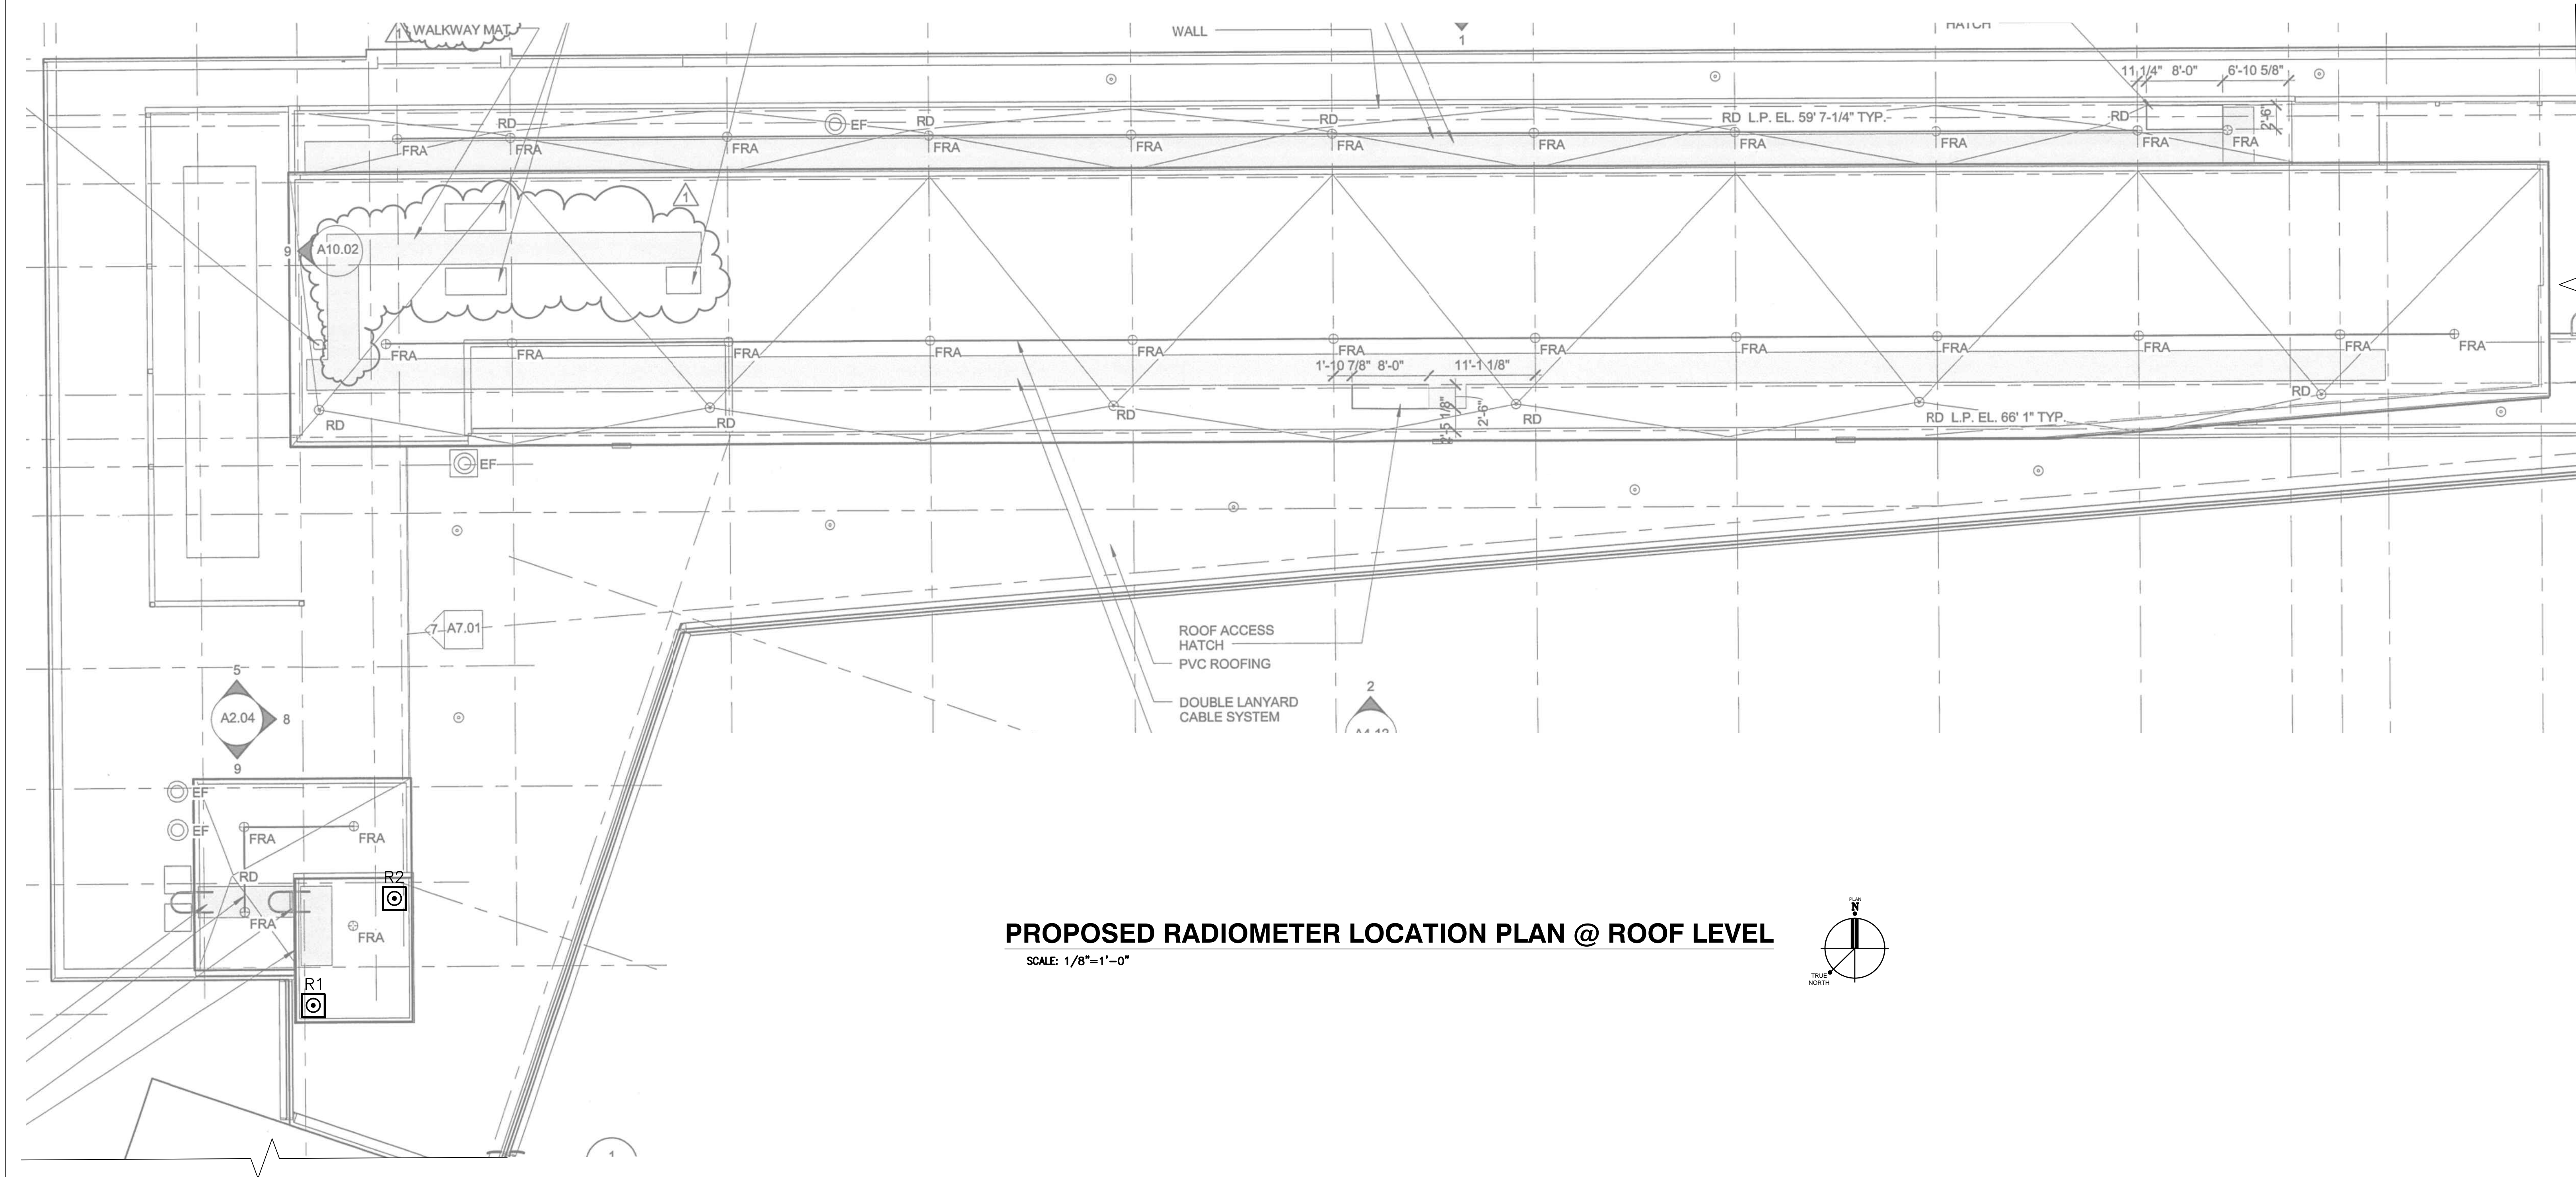 1 WALKWAY MAT
WALL
1
HATCH
11 1/4" 8'-0" 6'-10 5/8"
2'-6"
RD
EF
RD
RD
RD L.P. EL. 59' 7-1/4" TYP.
RD
FRA
FRA
FRA
FRA
FRA
FRA
FRA
FRA
FRA
FRA
FRA
1
9 A10.02
FRA
FRA
FRA
FRA
FRA
FRA
FRA
FRA
FRA
FRA
FRA
FRA
1'-10 7/8" 8'-0" 11'-1 1/8"
2'-5 1/8"
2'-6"
RD
RD
RD
RD
RD L.P. EL. 66' 1" TYP.
RD
EF
7 A7.01
ROOF ACCESS
HATCH
PVC ROOFING
DOUBLE LANYARD
CABLE SYSTEM
2
A4.12
5
A2.04 8
9
EF
EF
FRA
FRA
RD
R2
FRA
FRA
R1
PROPOSED RADIOMETER LOCATION PLAN @ ROOF LEVEL
SCALE: 1/8"=1'-0"
PLAN
N
TRUE
NORTH
1